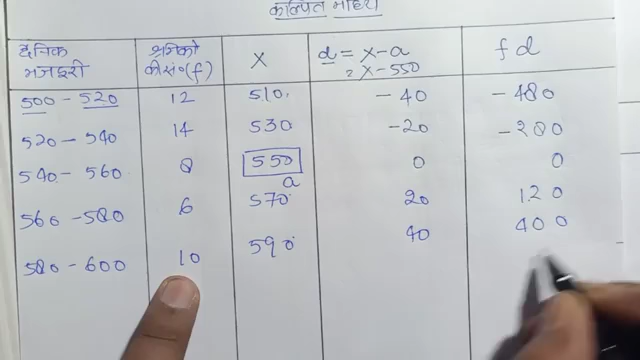 कल्पित माध्य
दैनिक मजदूरी | श्रमिकों की सं० (f) | X | d = X-a = X-550 | f d
500 - 520 | 12 | 510 | -40 | -480
520 - 540 | 14 | 530 | -20 | -280
540 - 560 | 8 | 550 a | 0 | 0
560 - 580 | 6 | 570 | 20 | 120
580 - 600 | 10 | 590 | 40 | 400